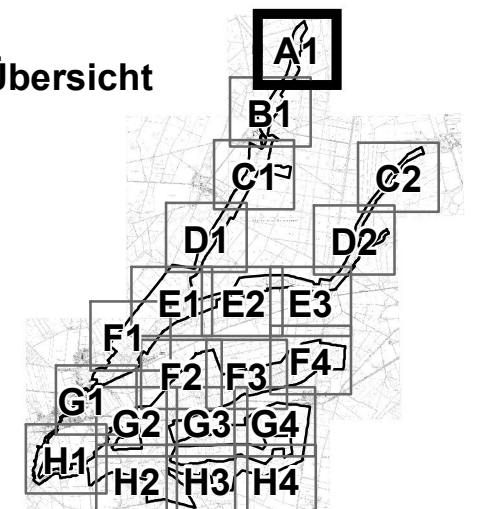 Übersicht
A1
B1
C1 C2
D1 D2
E1 E2 E3
F1 F2 F3 F4
G1 G2 G3 G4
H1 H2 H3 H4